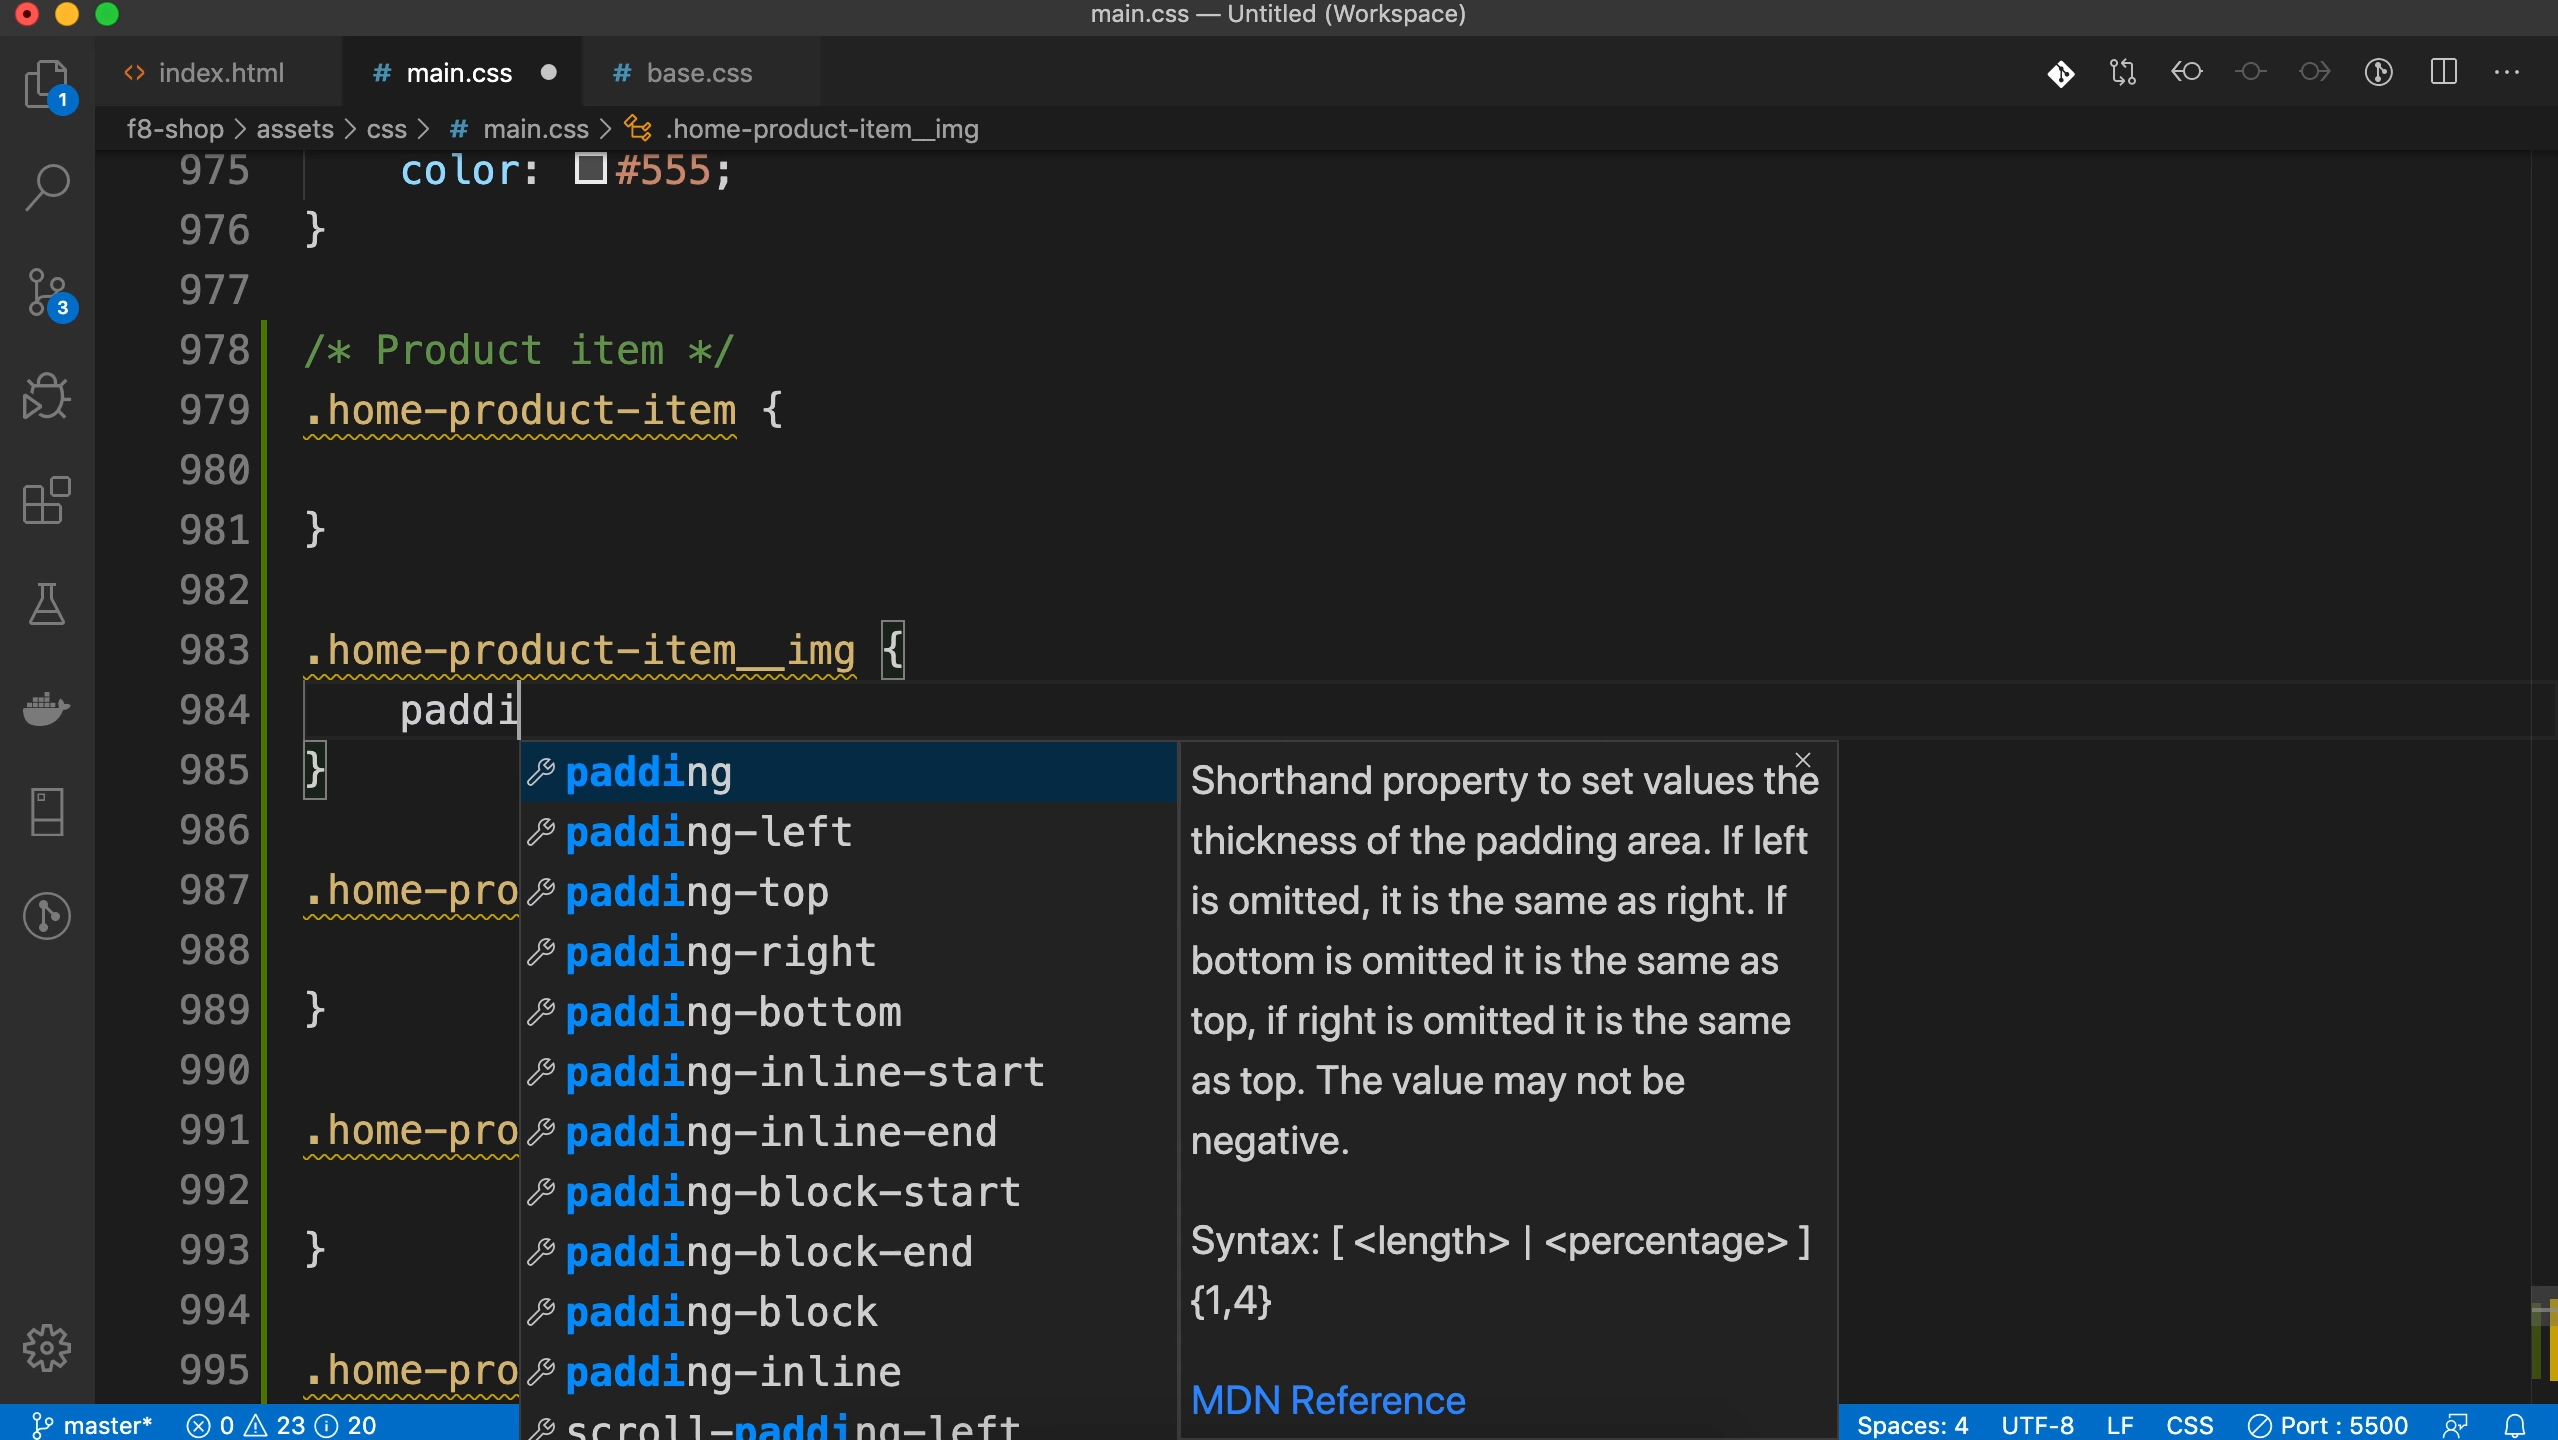 main.css — Untitled (Workspace)
index.html
main.css
base.css
f8-shop > assets > css > # main.css > .home-product-item__img
1
3
975 color: #555;
976 }
977
978 /* Product item */
979 .home-product-item {
980
981 }
982
983 .home-product-item__img {
984 paddi
985 }
986
987 .home-pro
988
989 }
990
991 .home-pro
992
993 }
994
995 .home-pro
padding
padding-left
padding-top
padding-right
padding-bottom
padding-inline-start
padding-inline-end
padding-block-start
padding-block-end
padding-block
padding-inline
scroll-padding-left
Shorthand property to set values the
thickness of the padding area. If left
is omitted, it is the same as right. If
bottom is omitted it is the same as
top, if right is omitted it is the same
as top. The value may not be
negative.
Syntax: [ <length> | <percentage> ]
{1,4}
MDN Reference
master* 0 23 20
Spaces: 4 UTF-8 LF CSS Port : 5500